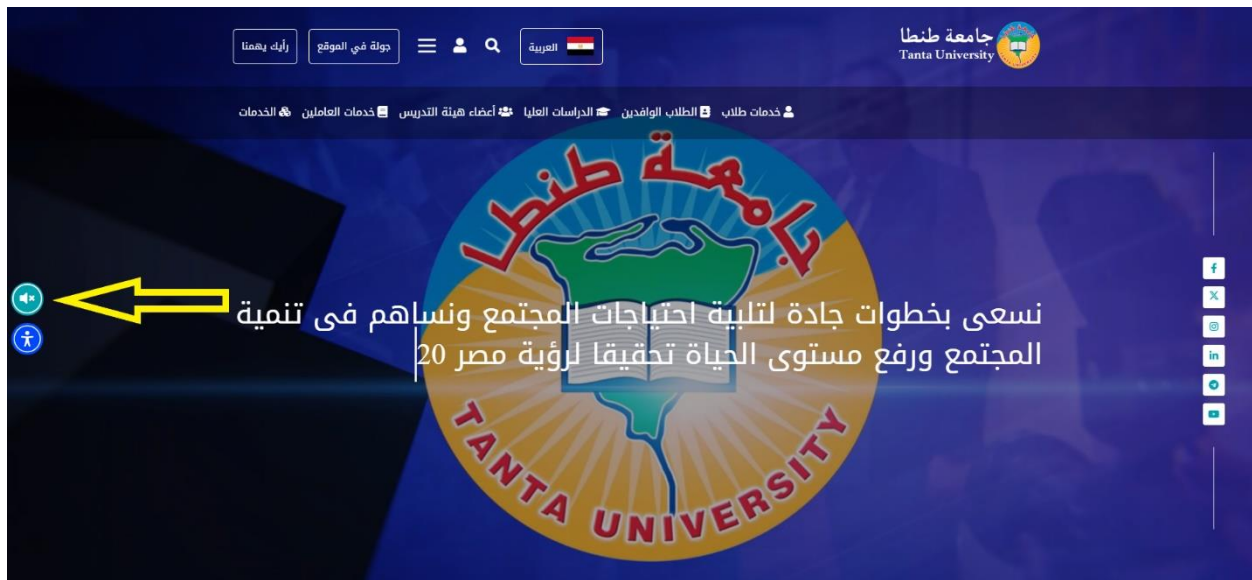 جامعة طنطا
Tanta University
العربية
جولة في الموقع
رأيك يهمنا
خدمات طلاب
الطلاب الوافدين
الدراسات العليا
أعضاء هيئة التدريس
خدمات العاملين
الخدمات
جامعة طنطا
نسعى بخطوات جادة لتلبية احتياجات المجتمع ونساهم فى تنمية
المجتمع ورفع مستوى الحياة تحقيقا لرؤية مصر 20
TANTA UNIVERSITY